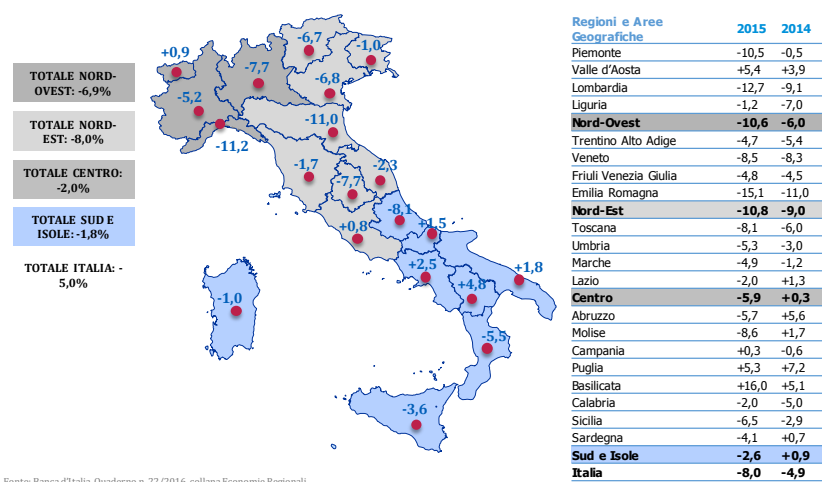 +0,9
-6,7
-1,0
-7,7
-6,8
-5,2
-11,0
-11,2
-1,7
-2,3
-7,7
-8,1
+0,8
+1,5
+2,5
+1,8
+4,8
-1,0
-5,5
-3,6
TOTALE NORD-
OVEST: -6,9%
TOTALE NORD-
EST: -8,0%
TOTALE CENTRO:
-2,0%
TOTALE SUD E
ISOLE: -1,8%
TOTALE ITALIA: -
5,0%
Regioni e Aree
Geografiche 2015 2014
Piemonte -10,5 -0,5
Valle d'Aosta +5,4 +3,9
Lombardia -12,7 -9,1
Liguria -1,2 -7,0
Nord-Ovest -10,6 -6,0
Trentino Alto Adige -4,7 -5,4
Veneto -8,5 -8,3
Friuli Venezia Giulia -4,8 -4,5
Emilia Romagna -15,1 -11,0
Nord-Est -10,8 -9,0
Toscana -8,1 -6,0
Umbria -5,3 -3,0
Marche -4,9 -1,2
Lazio -2,0 +1,3
Centro -5,9 +0,3
Abruzzo -5,7 +5,6
Molise -8,6 +1,7
Campania +0,3 -0,6
Puglia +5,3 +7,2
Basilicata +16,0 +5,1
Calabria -2,0 -5,0
Sicilia -6,5 -2,9
Sardegna -4,1 +0,7
Sud e Isole -2,6 +0,9
Italia -8,0 -4,9
Fonte: Banca d'Italia, Quaderno n. 22/2016, collana Economie Regionali